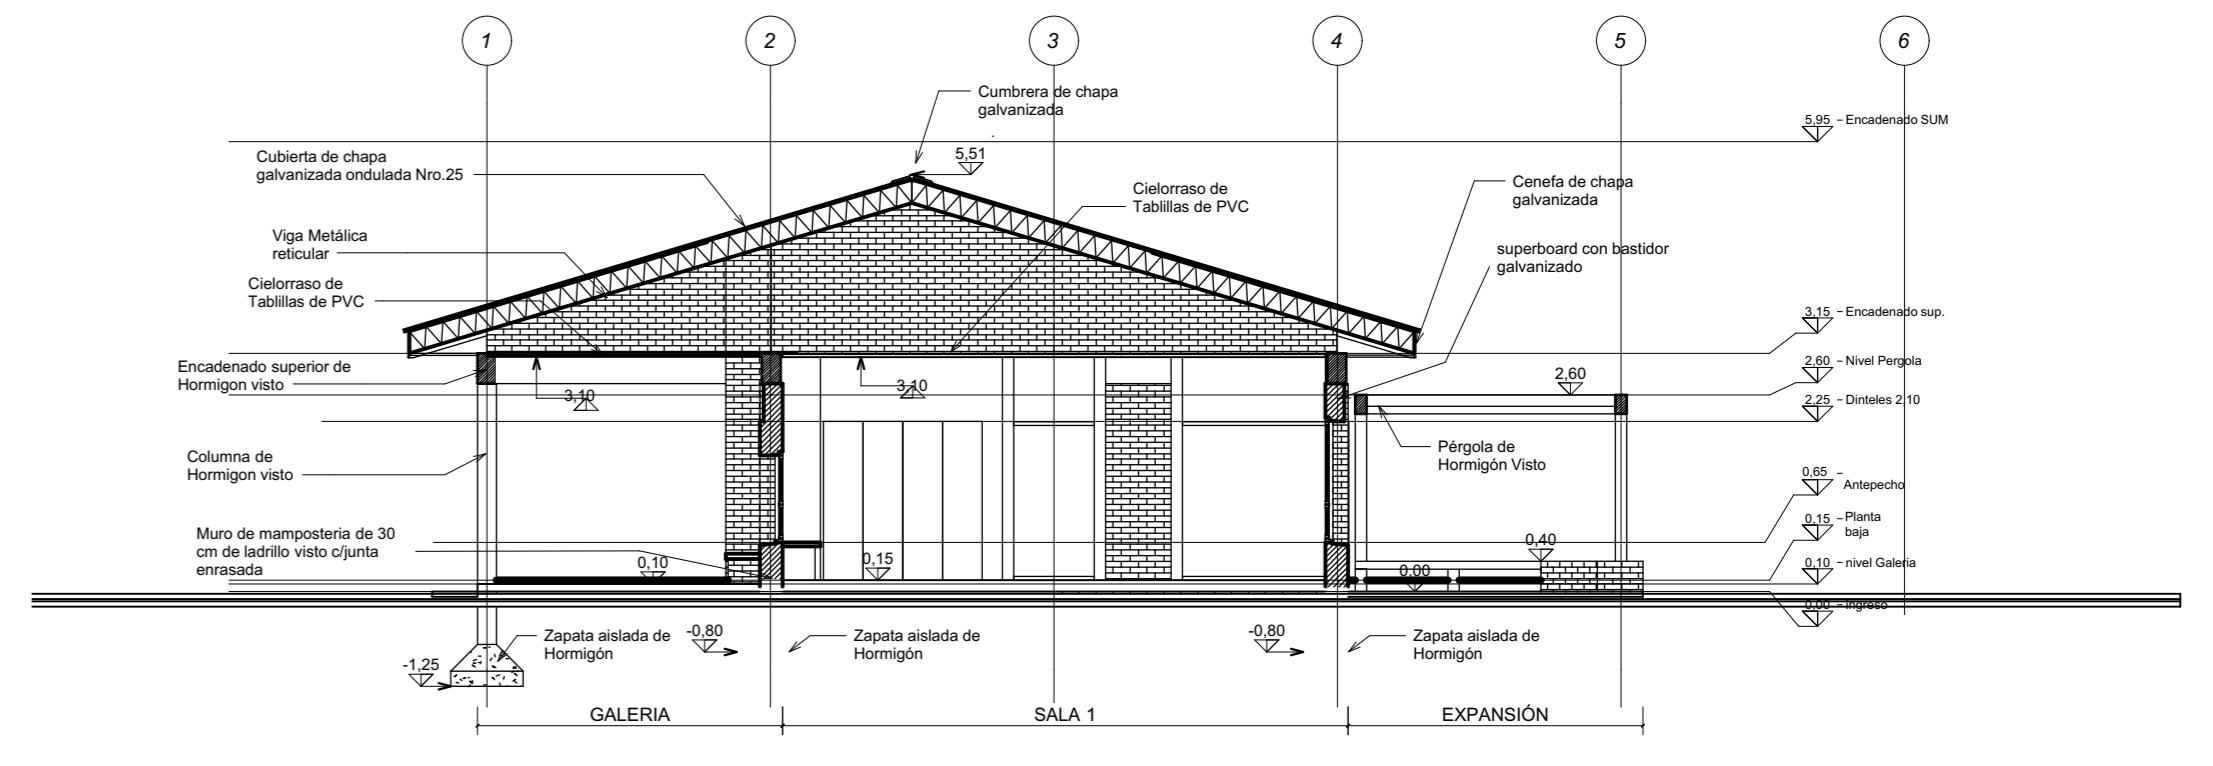 1
2
3
4
5
6
Cumbrera de chapa
galvanizada
5,95 – Encadenado SUM
Cubierta de chapa
galvanizada ondulada Nro.25
5,51
Cielorraso de
Tablillas de PVC
Cenefa de chapa
galvanizada
Viga Metálica
reticular
superboard con bastidor
galvanizado
Cielorraso de
Tablillas de PVC
3,15 – Encadenado sup.
Encadenado superior de
Hormigon visto
3,10
3,10
2,60
2,60 – Nivel Pergola
2,25 – Dinteles 2.10
Columna de
Hormigon visto
Pérgola de
Hormigón Visto
0,65 –
Antepecho
Muro de mamposteria de 30
cm de ladrillo visto c/junta
enrasada
0,15 – Planta
baja
0,10
0,15
0,40
0,00
0,10 – nivel Galeria
0,00 – Ingreso
Zapata aislada de
Hormigón
-0,80
Zapata aislada de
Hormigón
-0,80
Zapata aislada de
Hormigón
-1,25
GALERIA
SALA 1
EXPANSIÓN